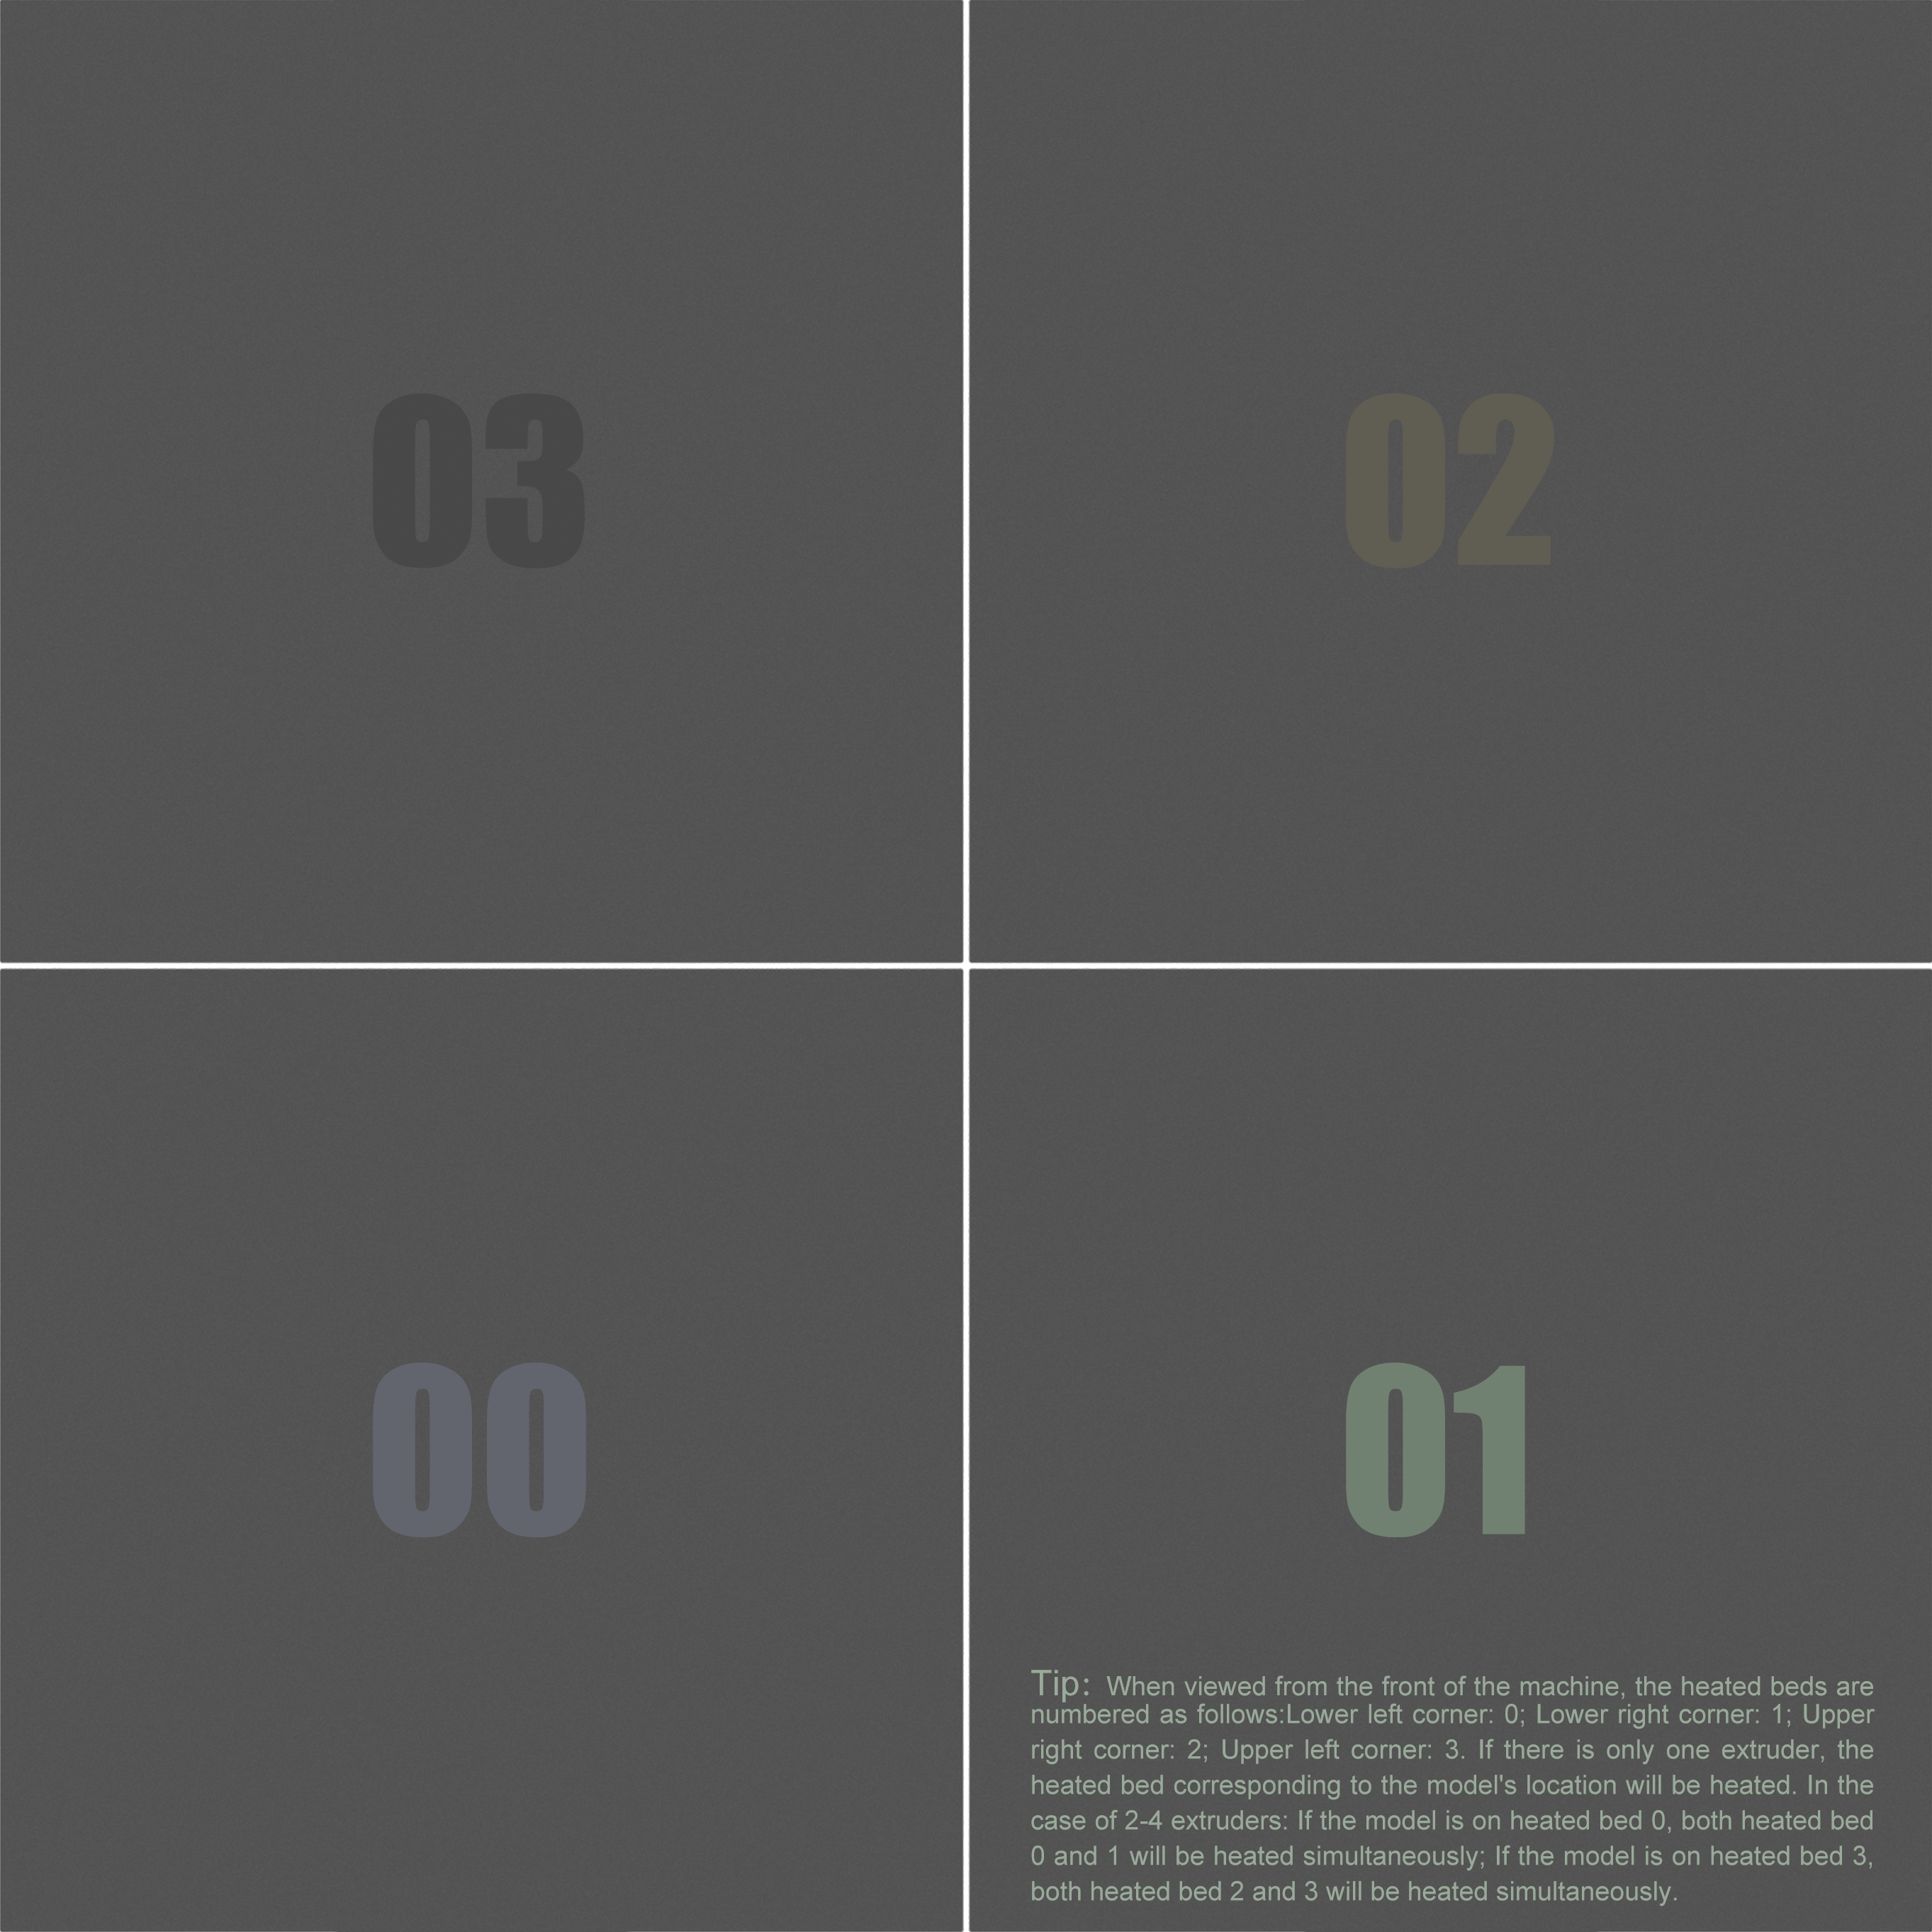 03
02
00
01
Tip: When viewed from the front of the machine, the heated beds are
numbered as follows:Lower left corner: 0; Lower right corner: 1; Upper
right corner: 2; Upper left corner: 3. If there is only one extruder, the
heated bed corresponding to the model's location will be heated. In the
case of 2-4 extruders: If the model is on heated bed 0, both heated bed
0 and 1 will be heated simultaneously; If the model is on heated bed 3,
both heated bed 2 and 3 will be heated simultaneously.